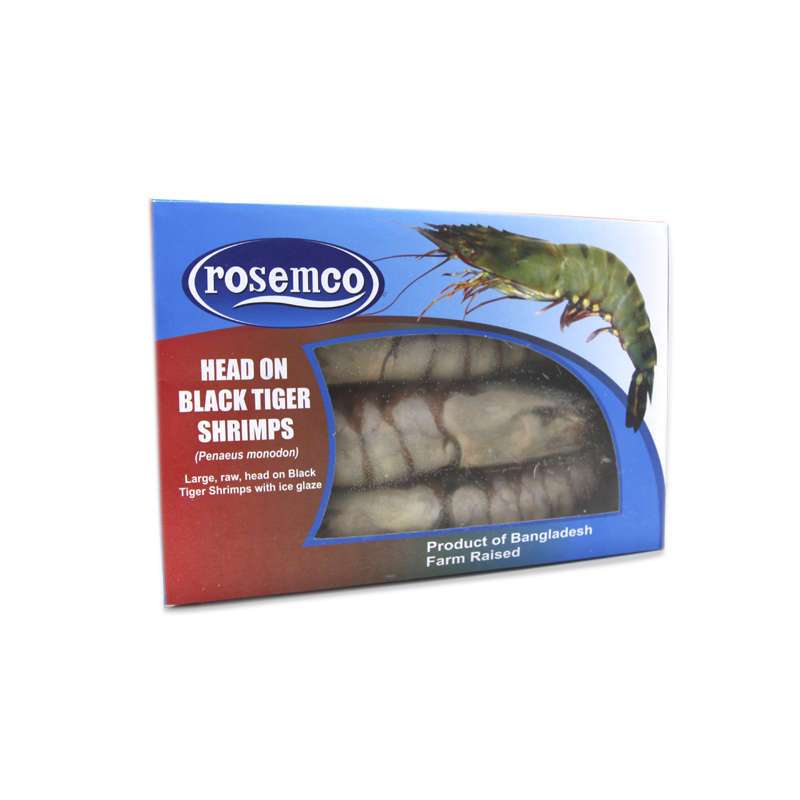 rosemco
HEAD ON
BLACK TIGER
SHRIMPS
(Penaeus monodon)
Large, raw, head on Black
Tiger Shrimps with ice glaze
Product of Bangladesh
Farm Raised